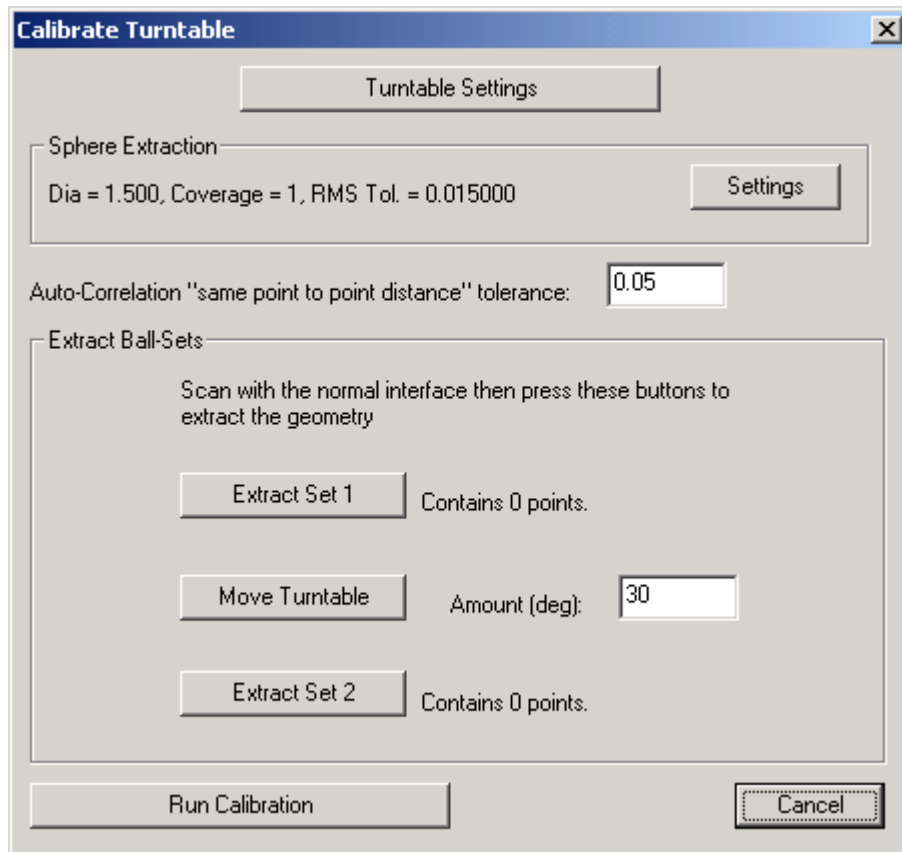 Calibrate Turntable
Turntable Settings
Sphere Extraction
Dia = 1.500, Coverage = 1, RMS Tol. = 0.015000
Settings
Auto-Correlation "same point to point distance" tolerance:
0.05
Extract Ball-Sets
Scan with the normal interface then press these buttons to
extract the geometry
Extract Set 1
Contains 0 points.
Move Turntable
Amount (deg):
30
Extract Set 2
Contains 0 points.
Run Calibration
Cancel